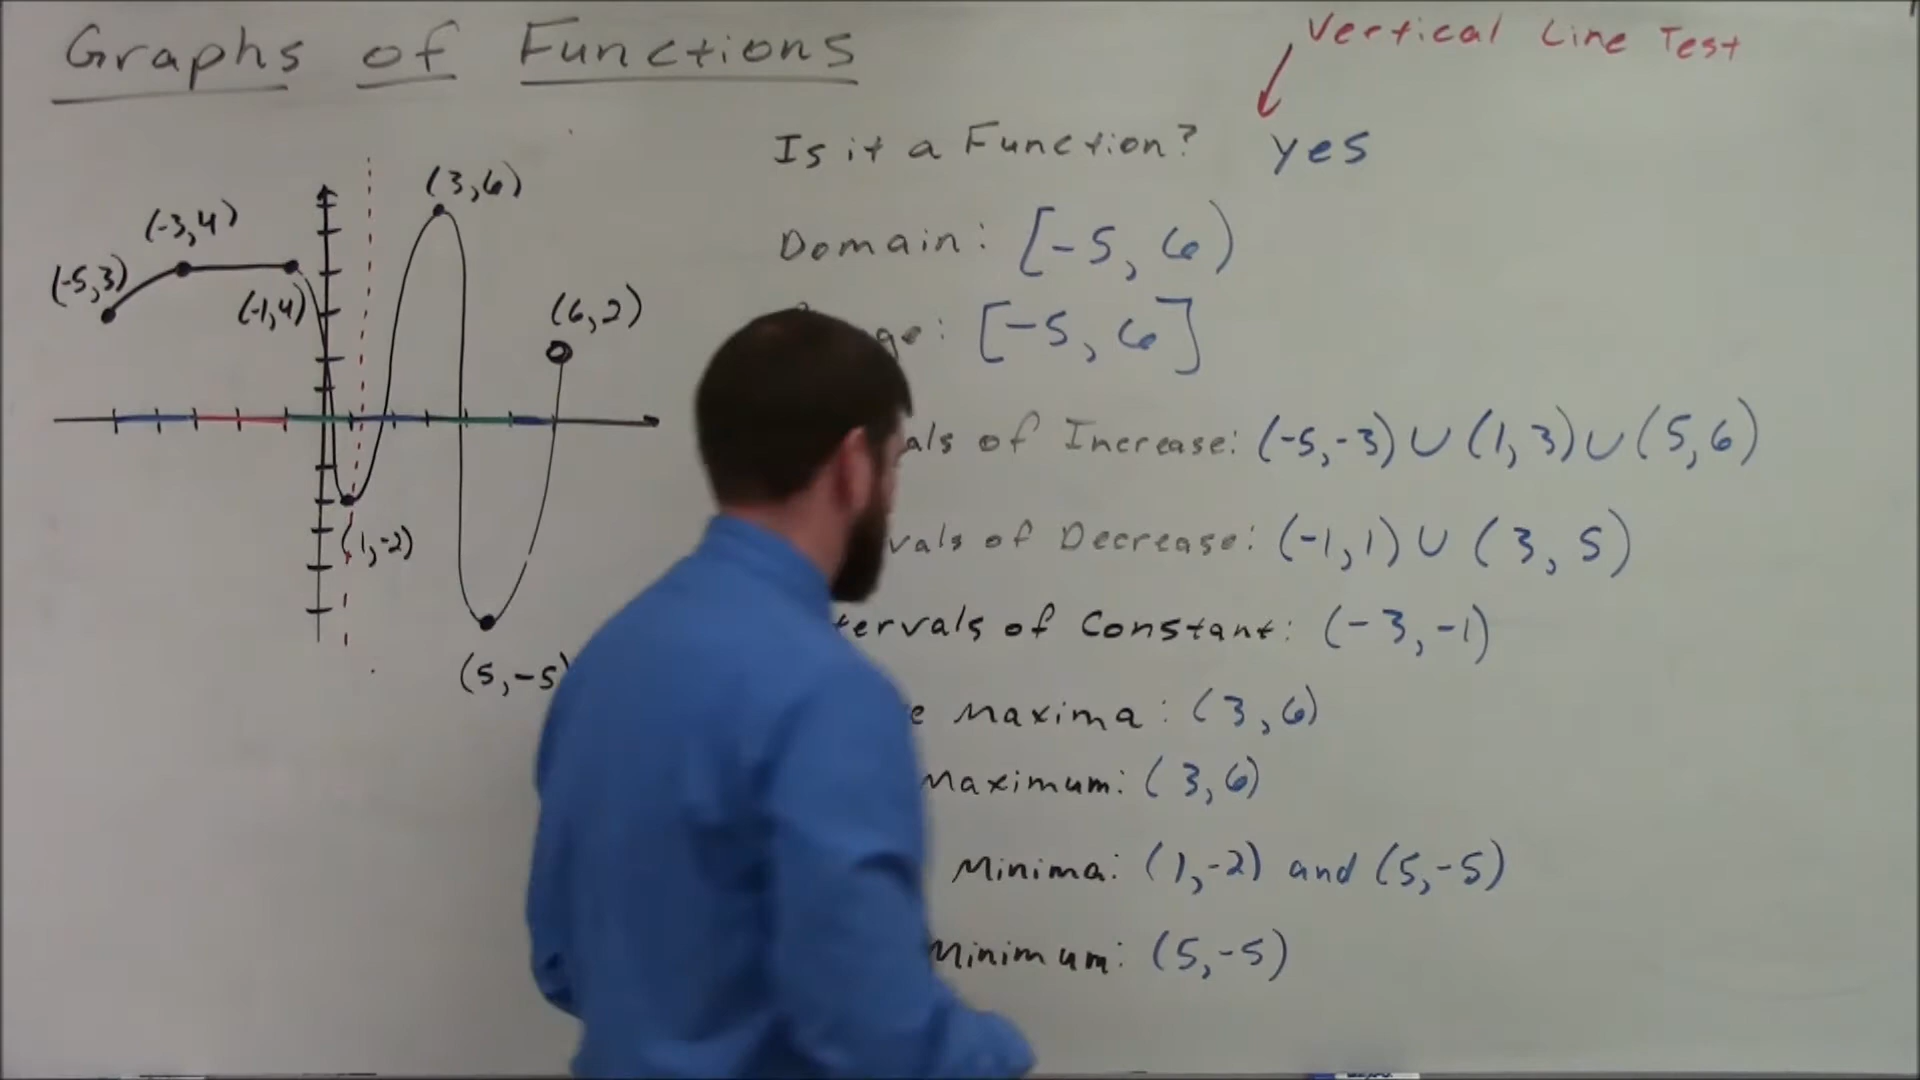 Graphs of Functions
Vertical Line Test
Is it a Function? yes
Domain: [-5, 6)
[-5, 6]
of Increase: (-5,-3) ∪ (1,3) ∪ (5,6)
of Decrease: (-1,1) ∪ (3,5)
of Constant: (-3,-1)
Maxima: (3,6)
Maximum: (3,6)
Minima: (1,-2) and (5,-5)
Minimum: (5,-5)
(3,6)
(-3,4)
(-5,3)
(-1,4)
(6,2)
(1,-2)
(5,-5)